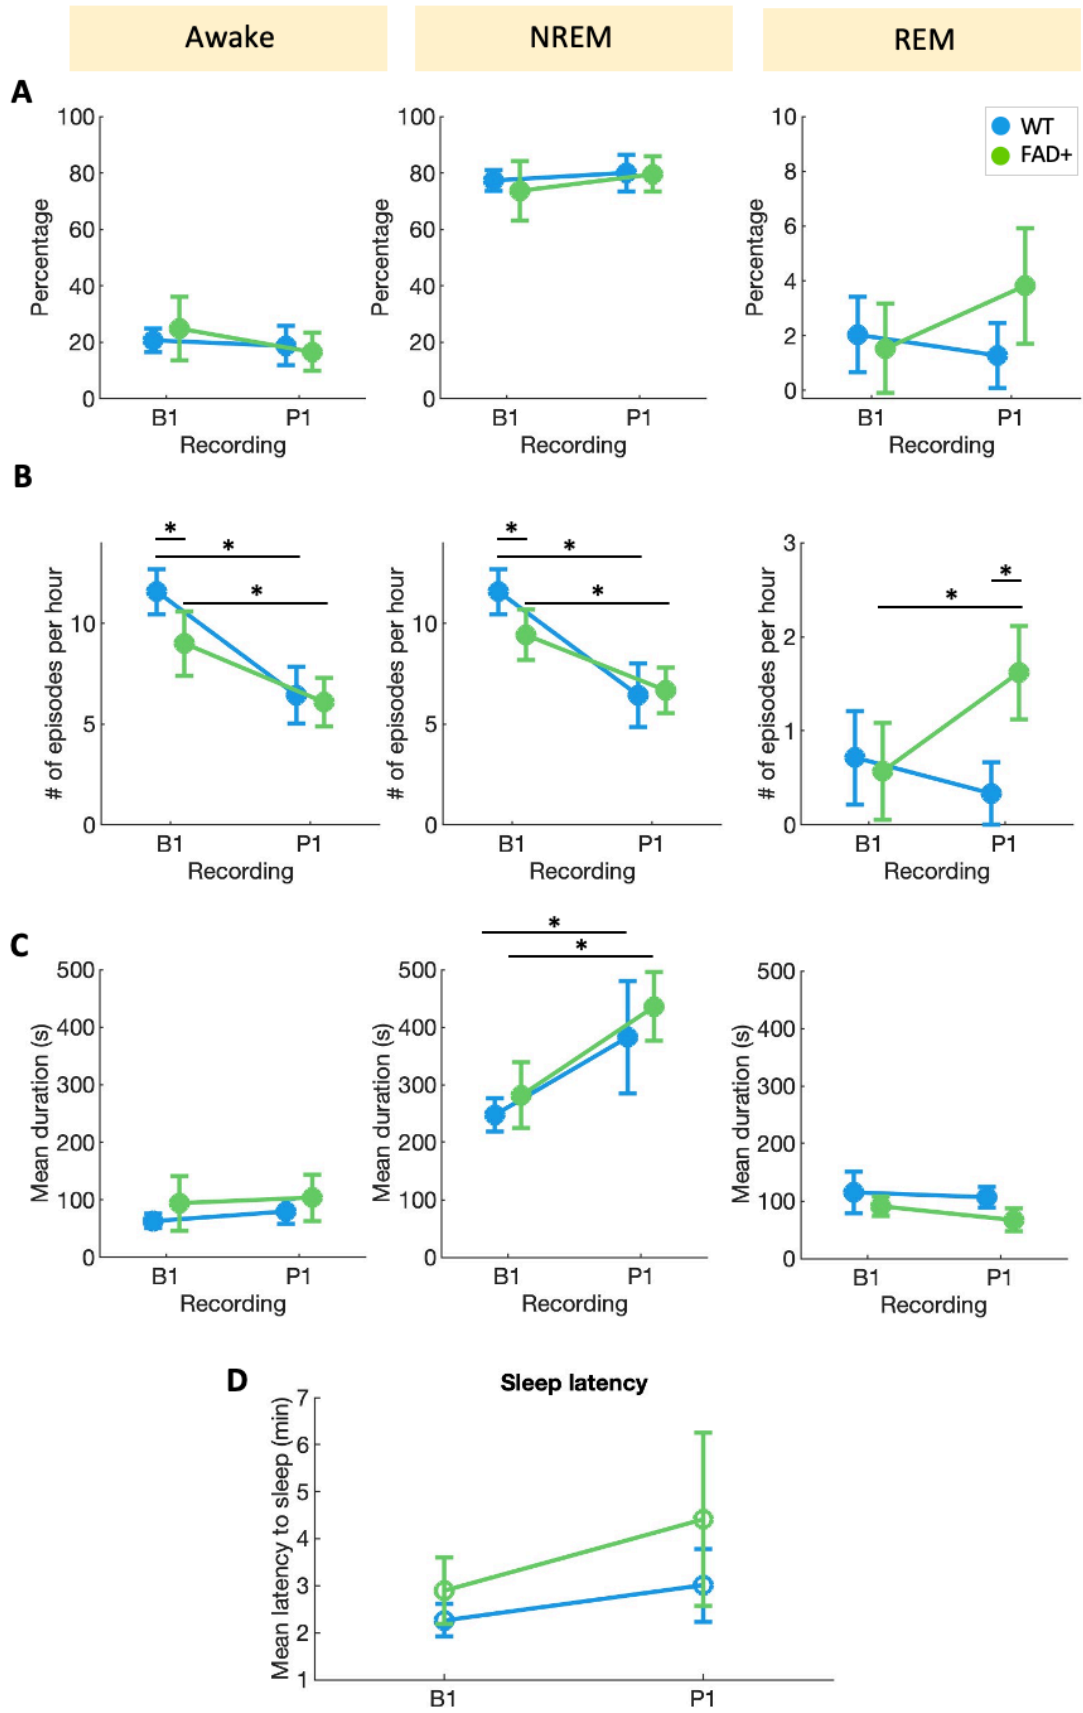 Awake NREM REM
A
100 100 10
WT
FAD+
80 80 8
60 60 6
40 40 4
20 20 2
0 0 0
Percentage Percentage Percentage
B1 P1 B1 P1 B1 P1
Recording Recording Recording
B
* * 3
* * *
* * *
10 10 2
5 5 1
0 0 0
# of episodes per hour # of episodes per hour # of episodes per hour
B1 P1 B1 P1 B1 P1
Recording Recording Recording
C
*
*
500 500 500
400 400 400
300 300 300
200 200 200
100 100 100
0 0 0
Mean duration (s) Mean duration (s) Mean duration (s)
B1 P1 B1 P1 B1 P1
Recording Recording Recording
D
Sleep latency
7
6
5
4
3
2
1
Mean latency to sleep (min)
B1 P1